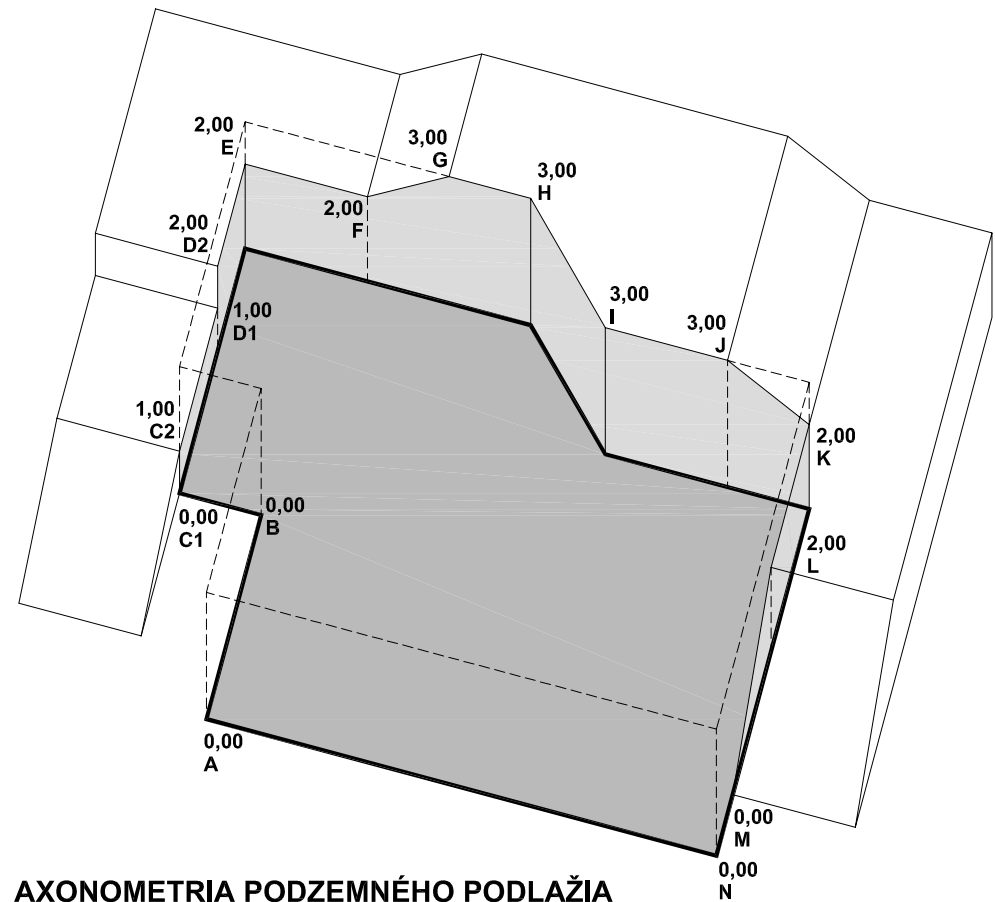 2,00
E
3,00
G
3,00
H
2,00
F
2,00
D2
1,00
D1
3,00
I
3,00
J
1,00
C2
2,00
K
0,00
C1
0,00
B
2,00
L
0,00
A
0,00
M
0,00
N
AXONOMETRIA PODZEMNÉHO PODLAŽIA